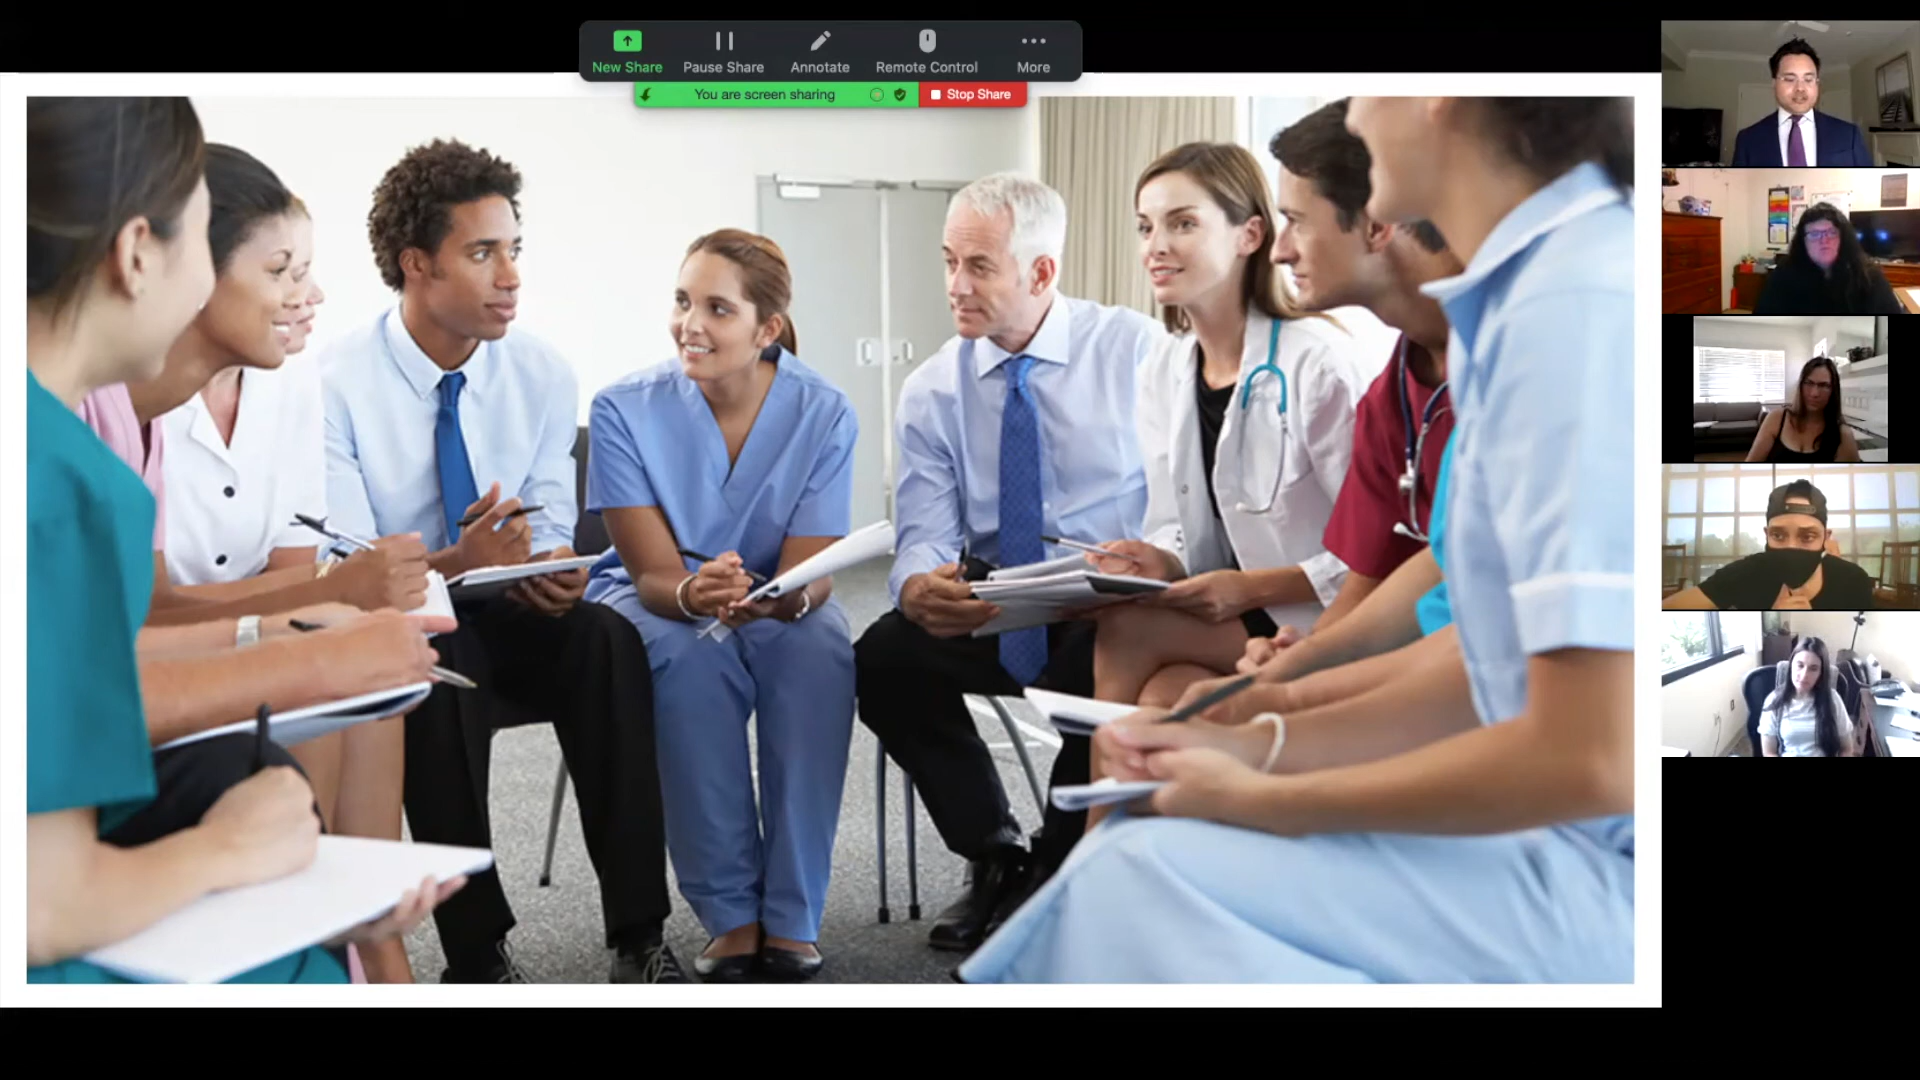 New Share
Pause Share
Annotate
Remote Control
More
You are screen sharing
Stop Share